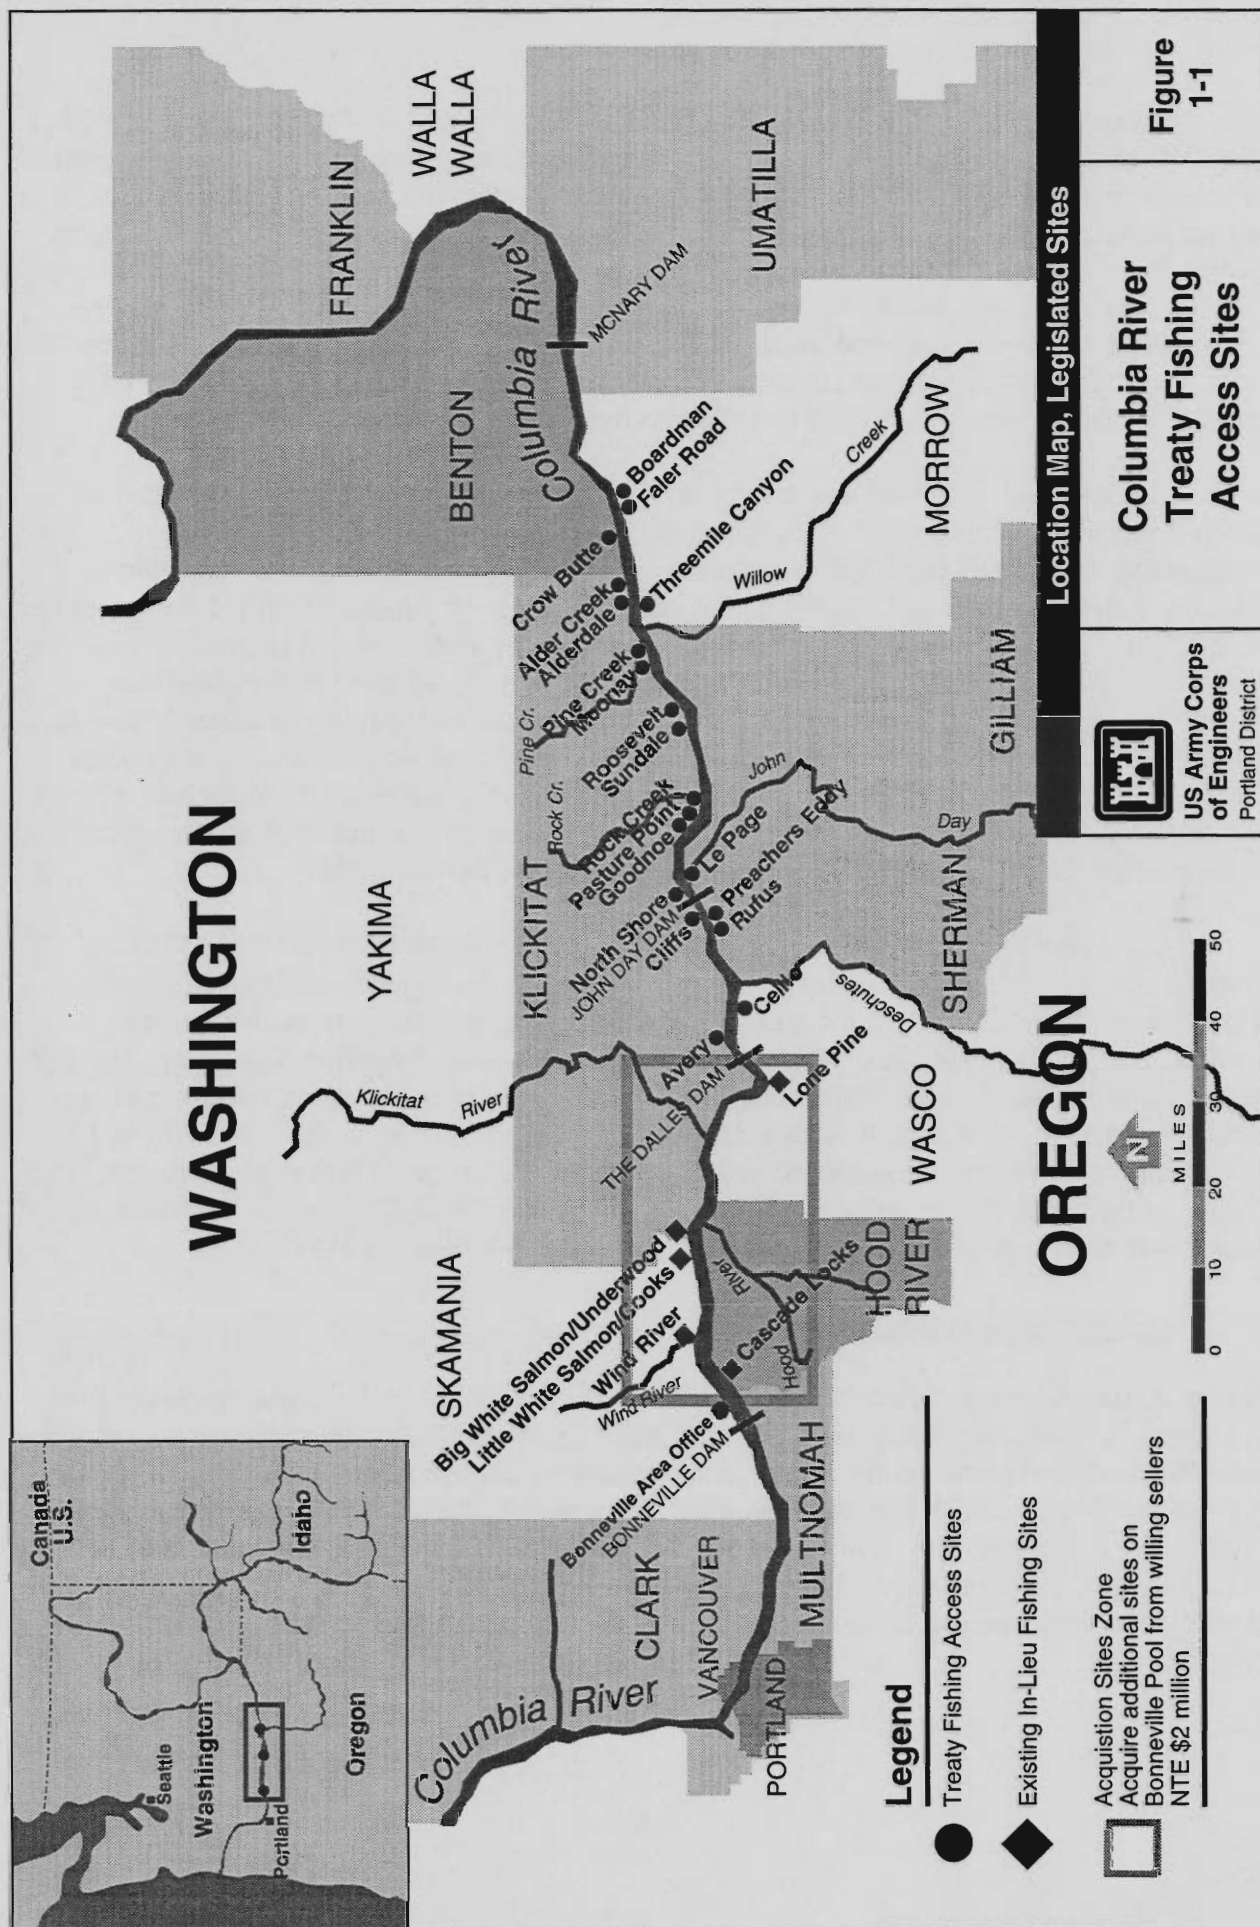 Canada
U.S.
Seattle
Washington
Portland
Oregon
Idaho
WASHINGTON
YAKIMA
SKAMANIA
KLICKITAT
BENTON
FRANKLIN
WALLA
WALLA
UMATILLA
MORROW
GILLIAM
SHERMAN
WASCO
HOOD
RIVER
MULTNOMAH
CLARK
VANCOUVER
PORTLAND
OREGON
Columbia River
Columbia River
Klickitat
River
Wind River
Hood
River
Deschutes
John
Day
Rock Cr.
Pine Cr.
Willow
Creek
Bonneville Area Office
BONNEVILLE DAM
Big White Salmon/Underwood
Little White Salmon/Cooks
Wind River
Cascade Locks
THE DALLES DAM
Avery
Lone Pine
Celilo
North Shore
JOHN DAY DAM
Cliffs
Rufus
Preachers Eddy
Le Page
Rock Creek
Pasture Point
Goodnoe
Roosevelt
Sundale
Pine Creek
Moonay
Alder Creek
Alderdale
Crow Butte
Threemile Canyon
Boardman
Faler Road
MCNARY DAM
Legend
Treaty Fishing Access Sites
Existing In-Lieu Fishing Sites
Acquistion Sites Zone
Acquire additional sites on
Bonneville Pool from willing sellers
NTE $2 million
N
MILES
0 10 20 30 40 50
Location Map, Legislated Sites
US Army Corps
of Engineers
Portland District
Columbia River
Treaty Fishing
Access Sites
Figure
1-1